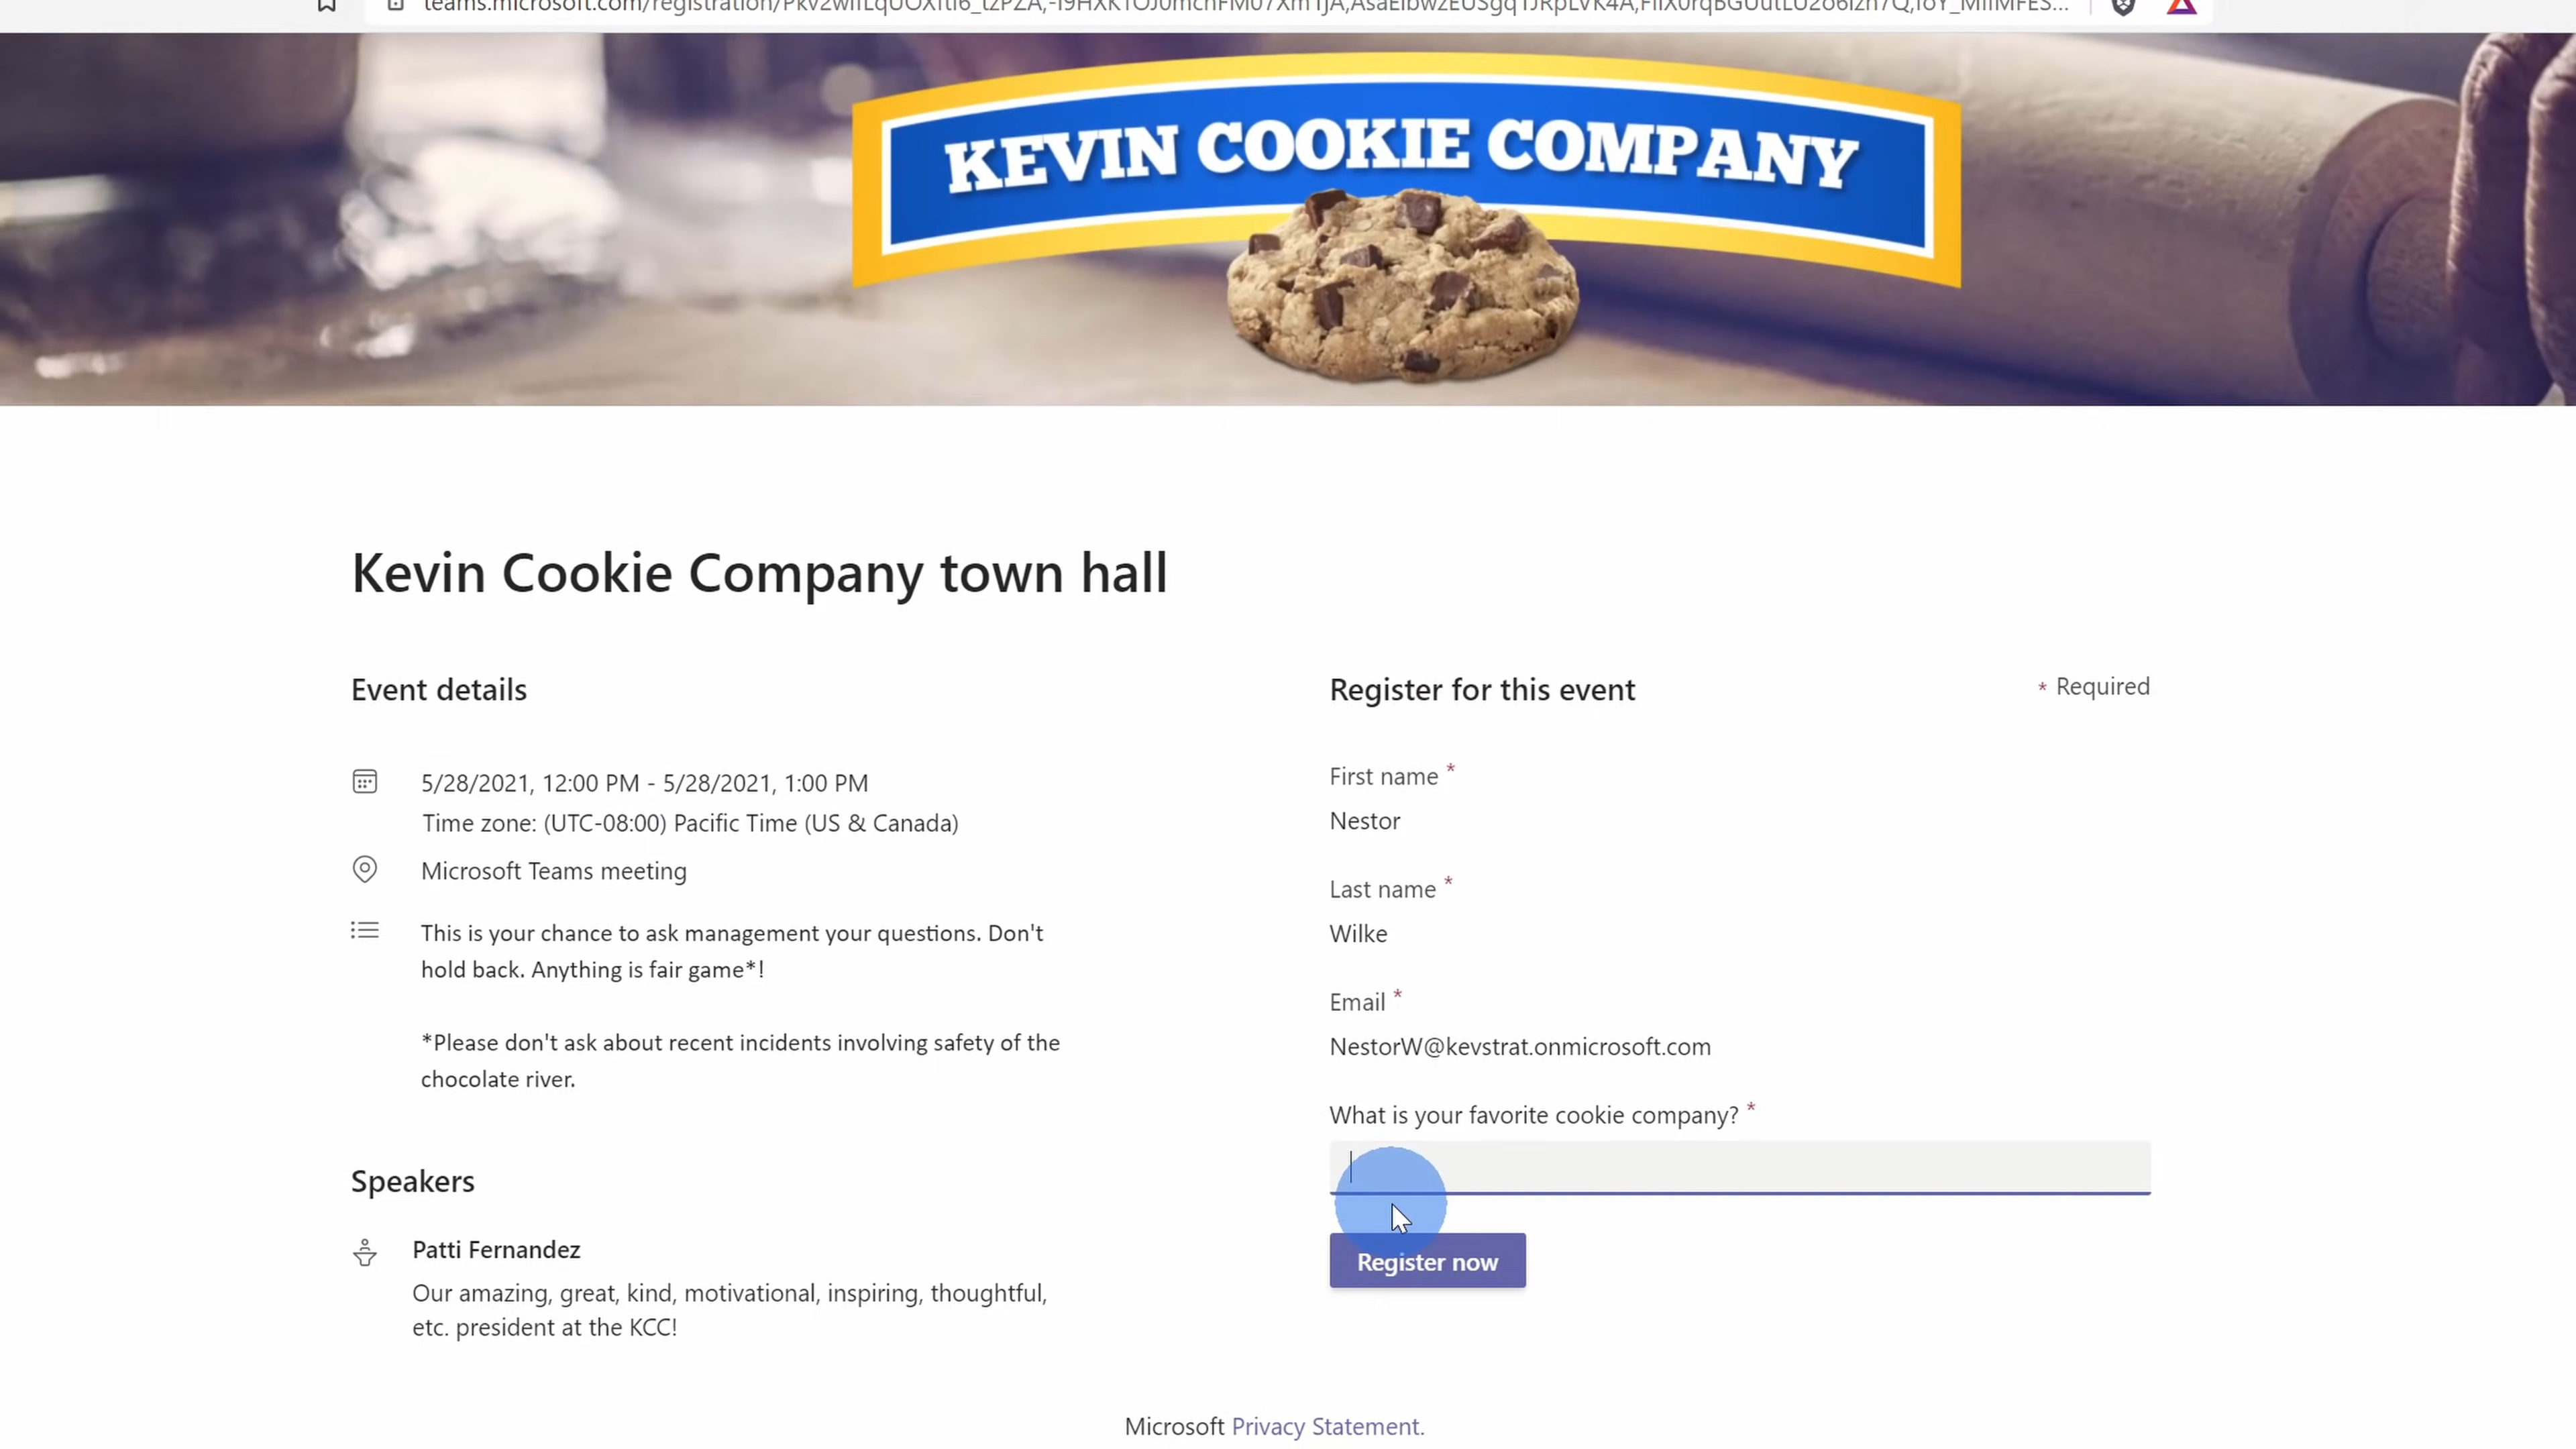 KEVIN COOKIE COMPANY
Kevin Cookie Company town hall
Event details
5/28/2021, 12:00 PM - 5/28/2021, 1:00 PM
Time zone: (UTC-08:00) Pacific Time (US & Canada)
Microsoft Teams meeting
This is your chance to ask management your questions. Don't
hold back. Anything is fair game*!
*Please don't ask about recent incidents involving safety of the
chocolate river.
Speakers
Patti Fernandez
Our amazing, great, kind, motivational, inspiring, thoughtful,
etc. president at the KCC!
Register for this event
* Required
First name *
Nestor
Last name *
Wilke
Email *
NestorW@kevstrat.onmicrosoft.com
What is your favorite cookie company? *
Register now
Microsoft Privacy Statement.